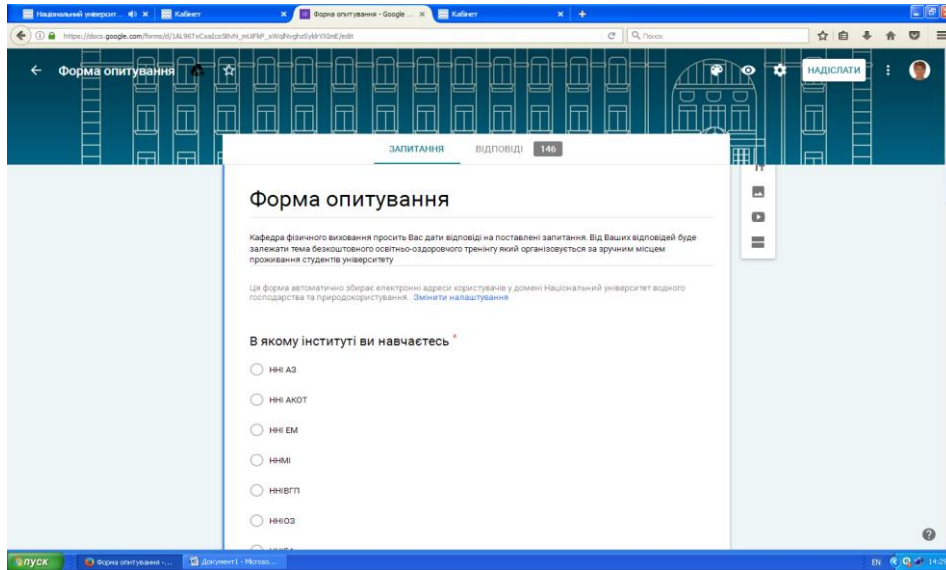 Національний університ...
Кабінет
Форма опитування - Google ...
Кабінет
Поиск
Форма опитування
НАДІСЛАТИ
ЗАПИТАННЯ
ВІДПОВІДІ 146
Форма опитування
Кафедра фізичного виховання просить Вас дати відповіді на поставлені запитання. Від Ваших відповідей буде
залежати тема безкоштовного освітньо-оздоровчого тренінгу який організовується за зручним місцем
проживання студентів університету
Ця форма автоматично збирає електронні адреси користувачів у домені Національний університет водного
господарства та природокористування. Змінити налаштування
В якому інституті ви навчаєтесь *
ННІ АЗ
ННІ АКОТ
ННІ ЕМ
ННМІ
ННІВГП
ННІОЗ
пуск
Форма опитування -...
Документ1 - Microso...
EN